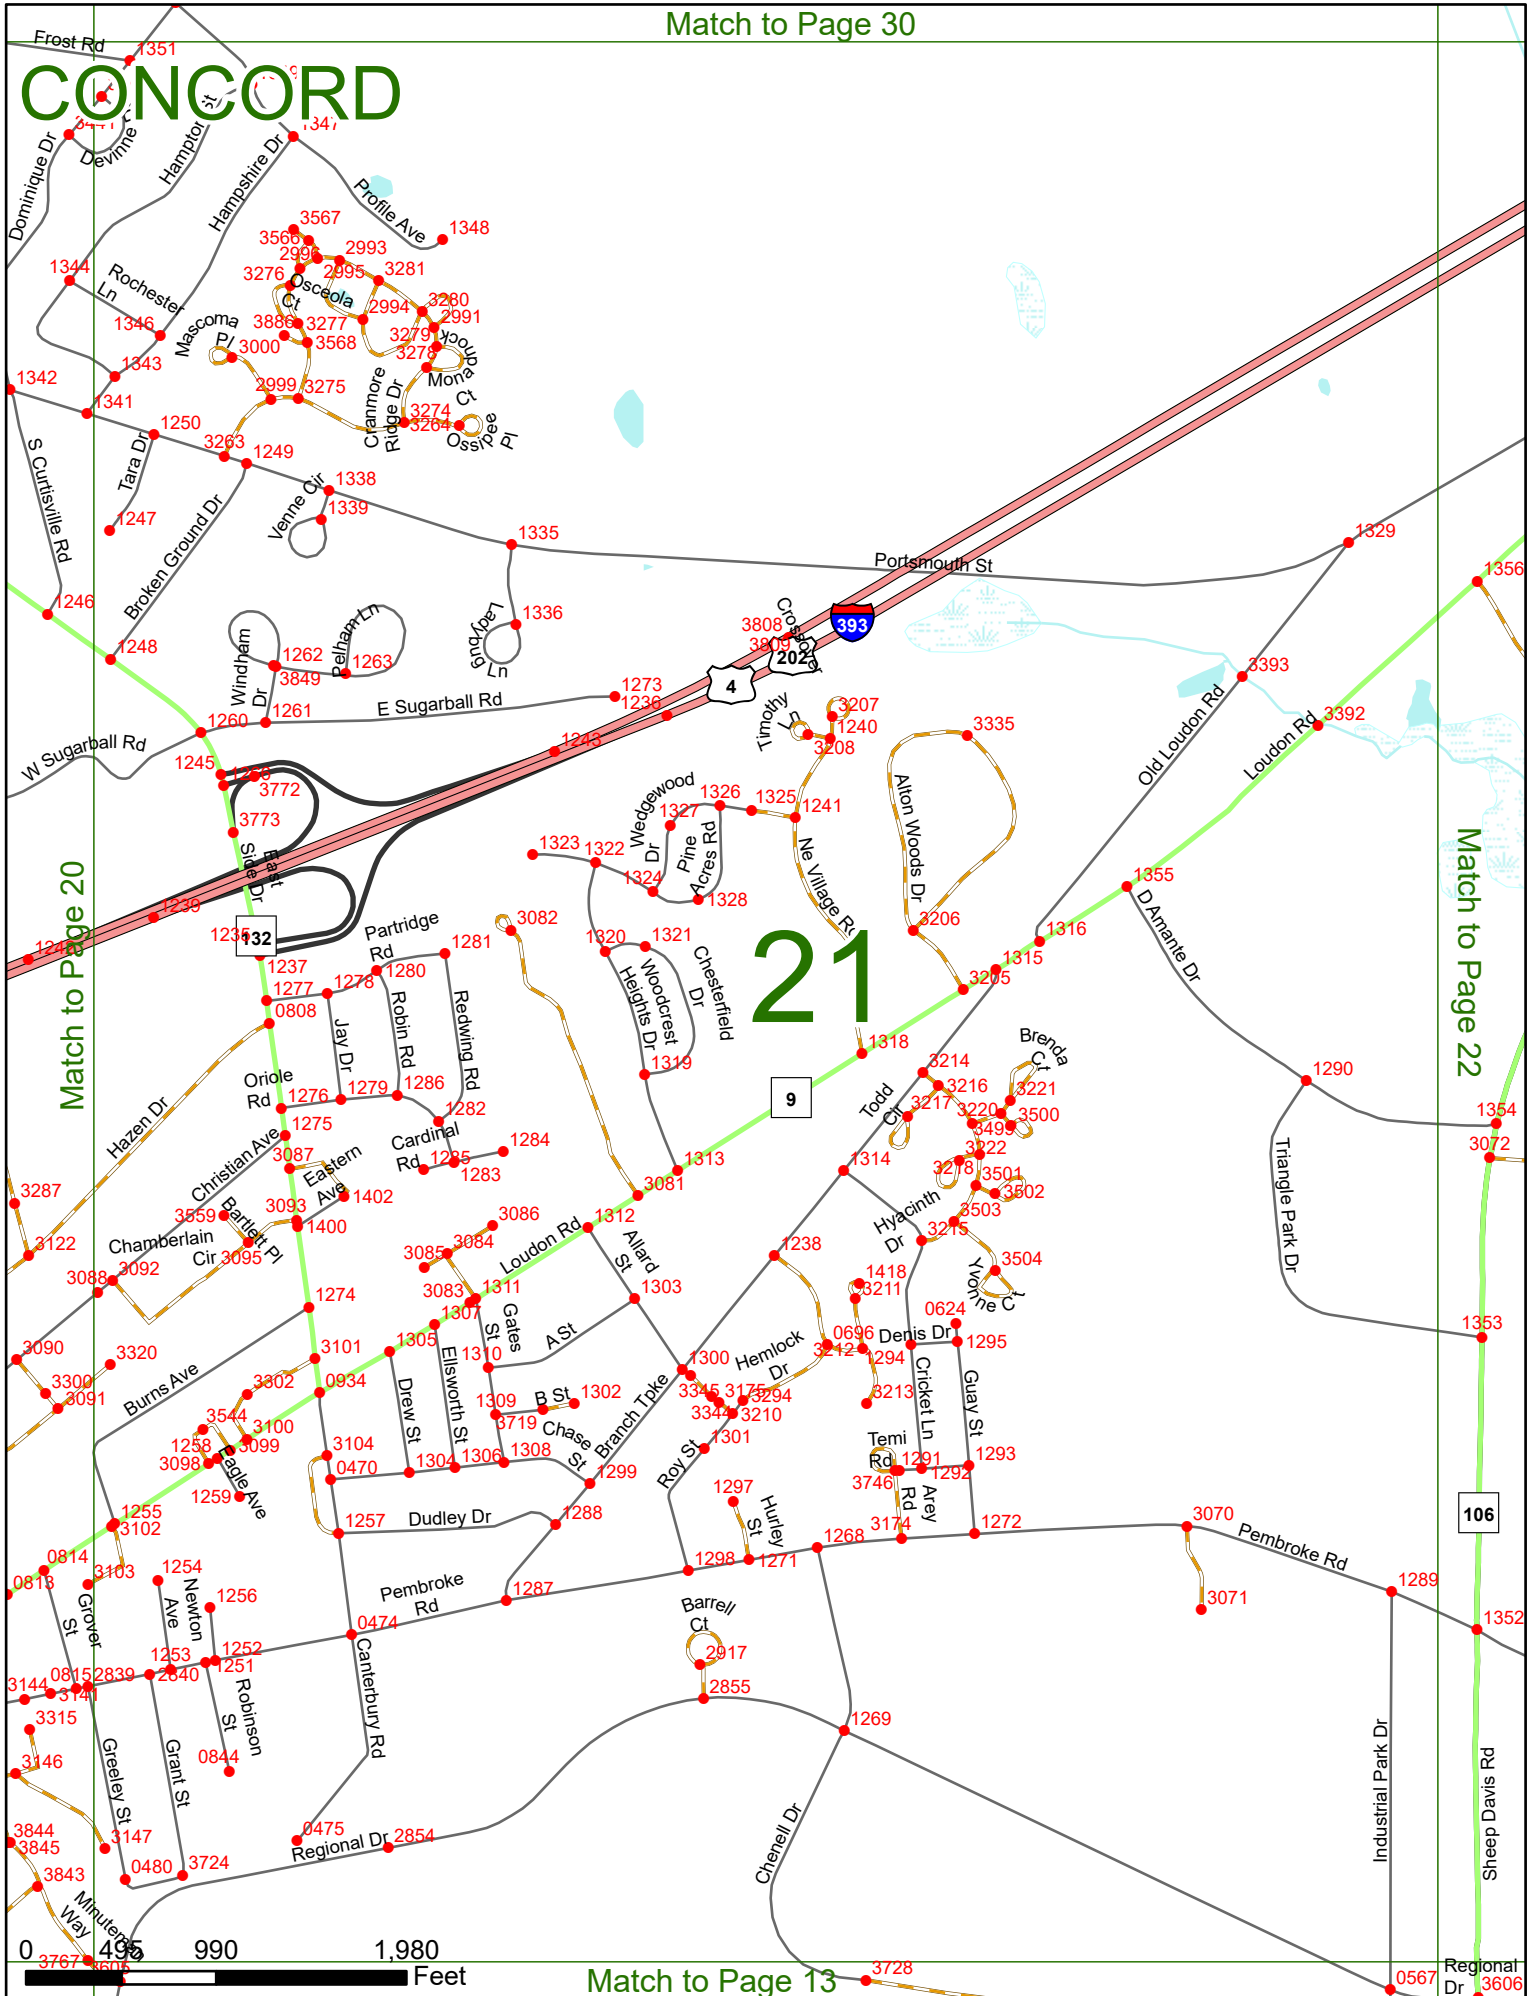 Match to Page 30
Frost Rd
1351
CONCORD
Devinne
Dominique Dr
Hampshire Dr
1347
Profile Ave
1348
3567
3566
2996
2993
2995
3281
3276
Osceola
Ct
1344
Rochester
Ln
1346
2994
3280
2991
3279
3278
3886
3277
3568
Mascoma
Pl
3000
Mona
Ct
1343
1342
1341
2999
3275
Cranmore
Ridge Dr
3274
3264
Ossipee
Pl
1250
3263
1249
Tara Dr
S Curtisville Rd
1247
Broken Ground Dr
Venne Cir
1338
1339
1335
Portsmouth St
1329
1356
1246
1248
Windham
Dr
1262
3849
Pelham Ln
1263
Lady bug
Ln
1336
3808
3809
Crossover
393
202
4
3393
1273
1236
E Sugarball Rd
1261
1260
W Sugarball Rd
Timothy
Ln
3207
1240
3208
3335
Old Loudon Rd
Loudon Rd
3392
1245
3772
1243
3773
East
Side Dr
Wedgewood
Dr
1327
1326
1325
1241
Pine
Acres Rd
Alton Woods Dr
Ne Village Rd
1323
1322
1324
1328
1355
D Amante Dr
Match to Page 20
Match to Page 22
1239
1235
132
1237
Partridge
Rd
1281
3082
1320
1321
Woodcrest
Heights Dr
Chesterfield
Dr
21
3206
1316
1315
3205
1277
1278
1280
0808
Jay Dr
Robin Rd
Redwing Rd
1319
1318
9
Brenda
Ct
3214
3216
3221
3217
3220
3500
3499
Todd
Cir
1290
1354
3072
Hazen Dr
Oriole
Rd
1276
1279
1286
1275
1282
Christian Ave
3087
Eastern
Ave
1402
Cardinal
Rd
1285
1284
1283
1313
3081
1314
3222
3218
3501
3502
Hyacinth
Dr
3503
3215
3504
Yvonne Ct
Triangle Park Dr
3287
3122
3559
Bartlett Pl
3093
1400
Chamberlain
Cir
3095
3092
3088
3086
3084
3085
Loudon Rd
1312
Allard
St
1238
1303
3083
1311
1307
Gates
St
A St
1418
3211
0624
Denis Dr
1295
0696
3212
1294
1353
1274
3101
1305
1310
3090
3320
3300
3091
Burns Ave
3302
0934
Drew St
Ellsworth St
1309
3719
B St
1302
Chase
St
Branch Tpke
1300
Hemlock
Dr
3345
3175
3294
3344
3210
3213
Cricket Ln
Guay St
3544
3100
3099
1258
3098
Eagle Ave
1259
3104
0470
1304
1306
1308
1299
1301
Roy St
Temi
Rd
1291
1292
1293
3746
Arey
Rd
1297
Hurley
St
106
1255
3102
1257
Dudley Dr
1288
3174
1272
1268
3070
Pembroke Rd
0814
0813
3103
Grover
St
1254
Newton
Ave
1256
1298
1271
3071
1289
1352
Pembroke
Rd
1287
0474
Barrell
Ct
2917
1253
1252
1251
0815
2839
2840
3144
3141
Robinson
St
Canterbury Rd
2855
3315
1269
3146
Greeley St
Grant St
0844
Industrial Park Dr
Sheep Davis Rd
3844
3845
3147
0475
Regional Dr
2854
Chenell Dr
3843
0480
3724
Minuteman
Way
0
495
990
1,980
Feet
3767
3605
Match to Page 13
3728
0567
Regional
Dr
3606